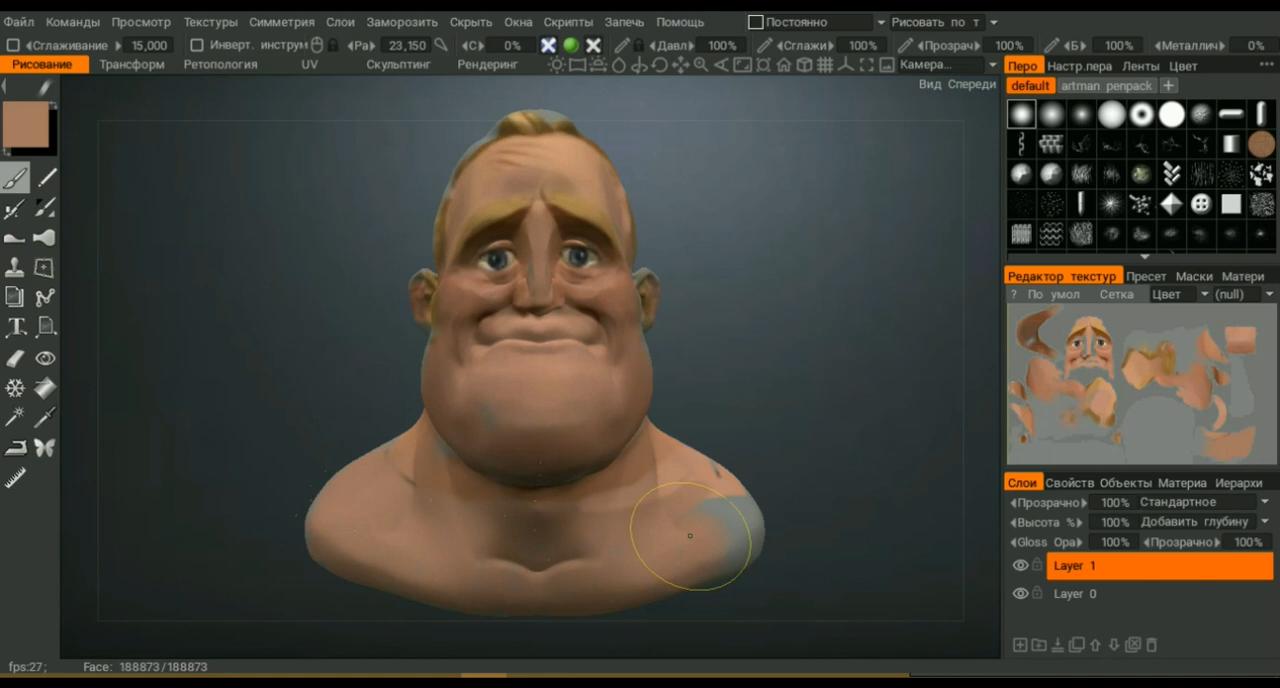 Файл Команды Просмотр Текстуры Симметрия Слои Заморозить Скрыть Окна Скрипты Запечь Помощь Постоянно Рисовать по т
Сглаживание 15,000 Инверт. инструм Ра 23,150 С 0% Давл 100% Сглажи 100% Прозрач 100% Б 100% Металлич 0%
Рисование Трансформ Ретопология UV Скульптинг Рендеринг Камера...
Перо Настр.пера Ленты Цвет
Вид Спереди
default artman penpack +
Редактор текстур Пресет Маски Матери
? По умол Сетка Цвет (null)
Слои Свойств Объекты Материа Иерархи
Прозрачно 100% Стандартное
Высота % 100% Добавить глубину
Gloss Opa 100% Прозрачно 100%
Layer 1
Layer 0
fps:27; Face: 188873/188873